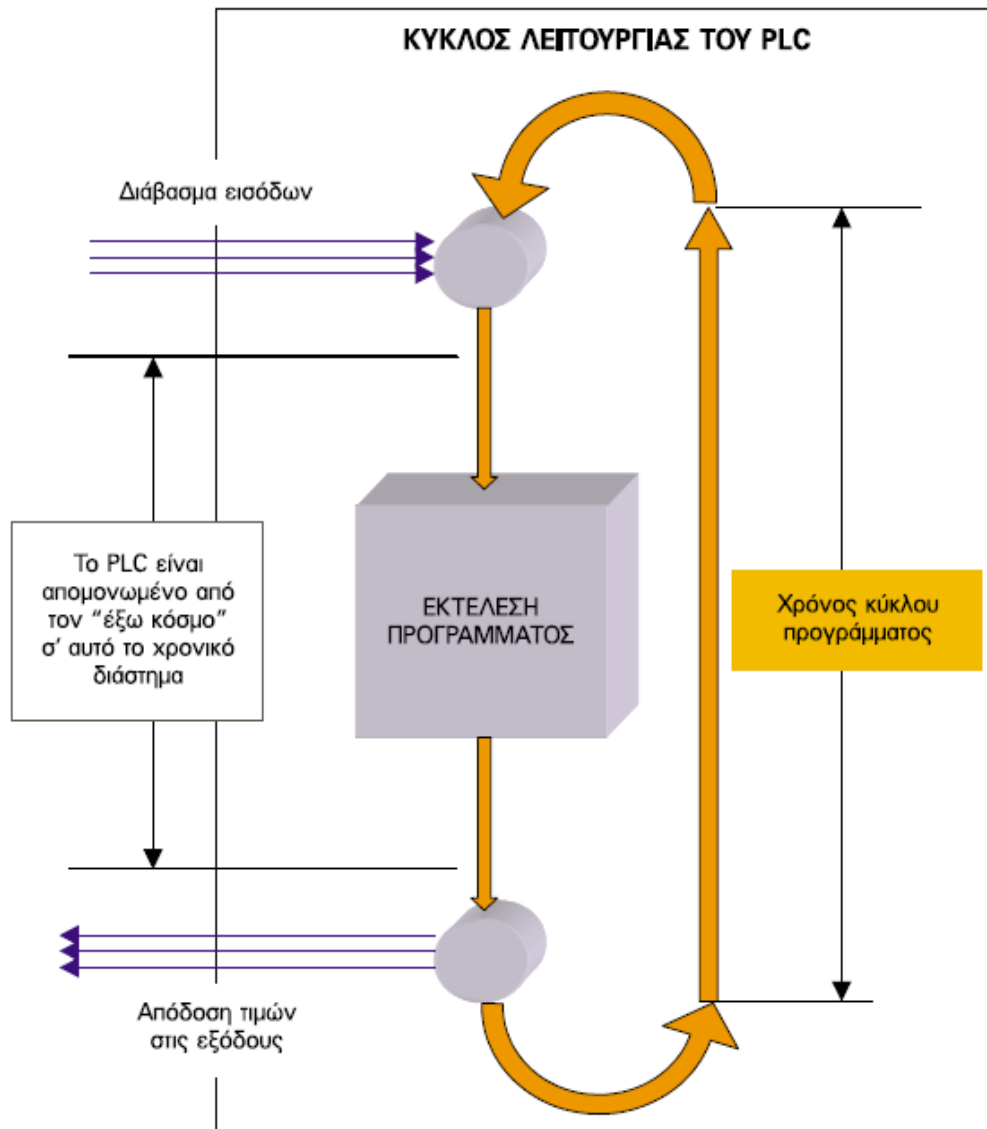 ΚΥΚΛΟΣ ΛΕΙΤΟΥΡΓΙΑΣ ΤΟΥ PLC
Διάβασμα εισόδων
Το PLC είναι
απομονωμένο από
τον "έξω κόσμο"
σ' αυτό το χρονικό
διάστημα
ΕΚΤΕΛΕΣΗ
ΠΡΟΓΡΑΜΜΑΤΟΣ
Χρόνος κύκλου
προγράμματος
Απόδοση τιμών
στις εξόδους